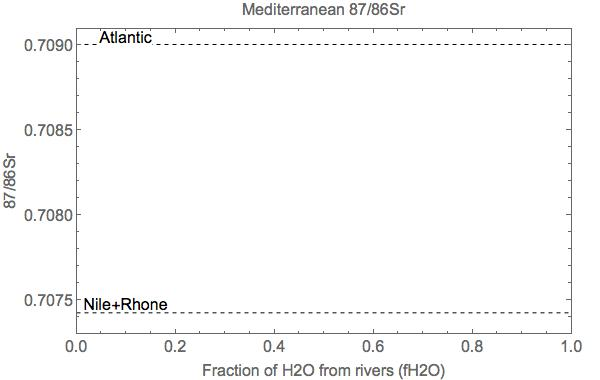 Mediterranean 87/86Sr
0.7090
Atlantic
0.7085
87/86Sr
0.7080
0.7075
Nile+Rhone
0.0 0.2 0.4 0.6 0.8 1.0
Fraction of H2O from rivers (fH2O)